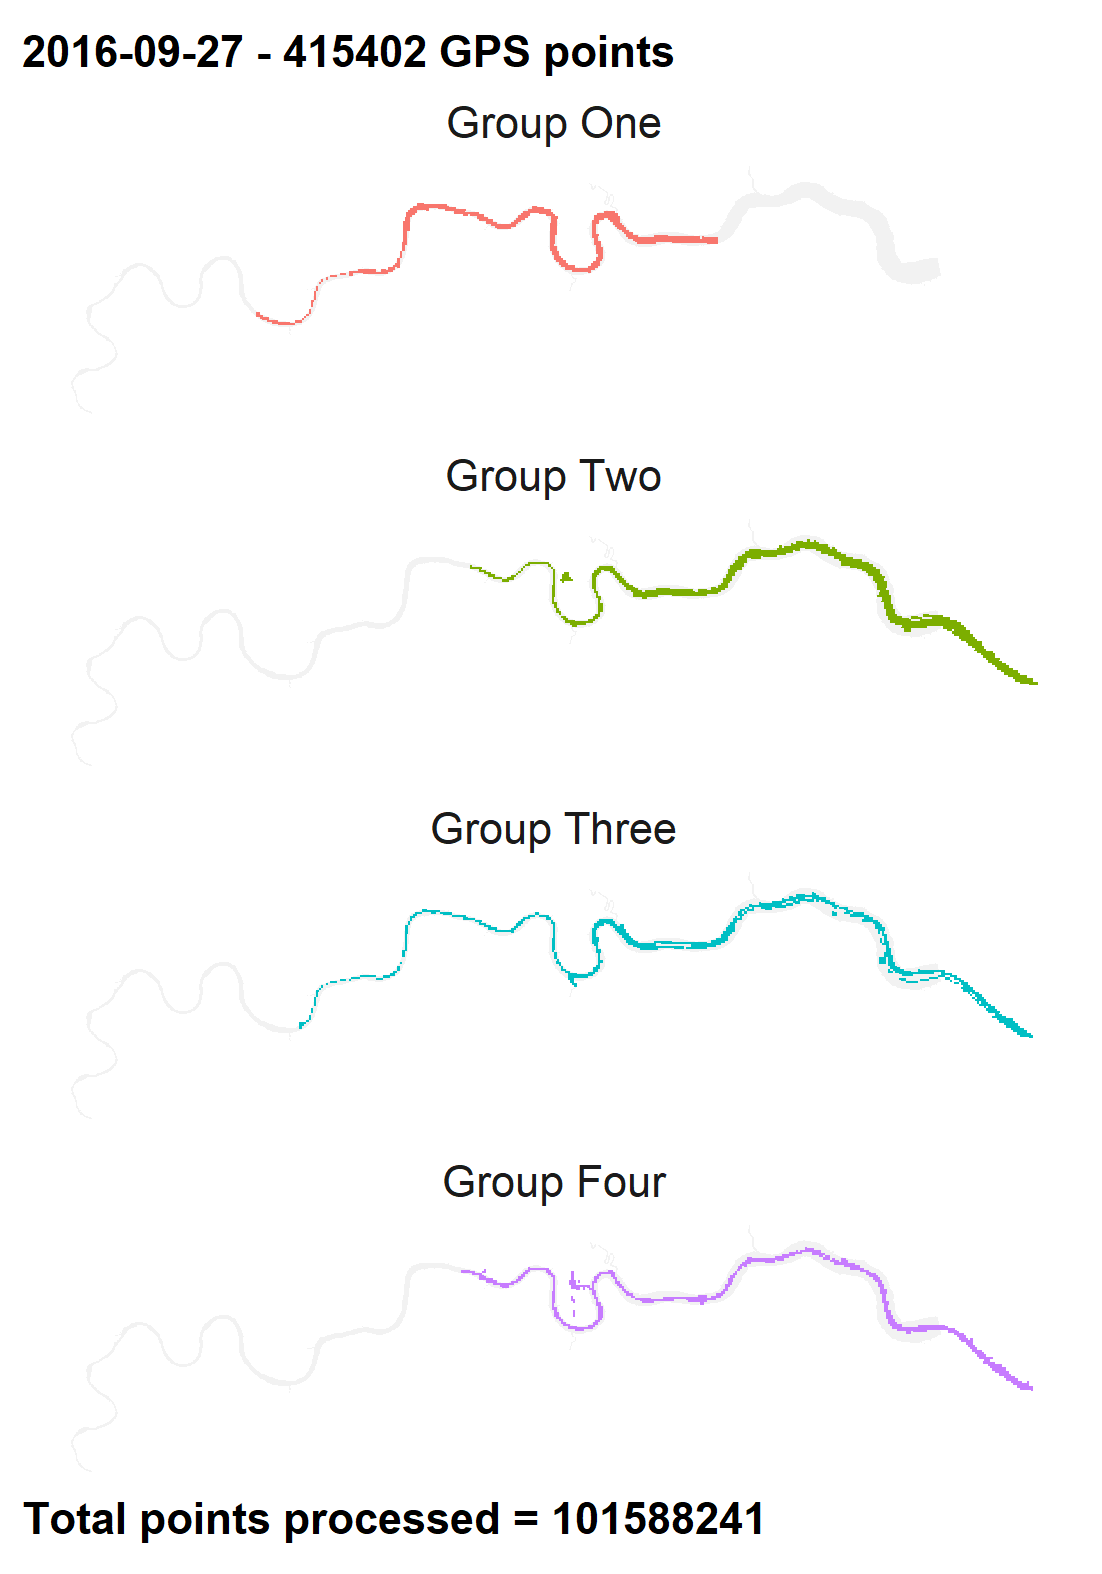 2016-09-27 - 415402 GPS points
Group One
Group Two
Group Three
Group Four
Total points processed = 101588241